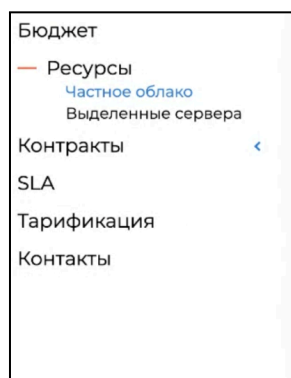 Бюджет
— Ресурсы
Частное облако
Выделенные сервера
Контракты
SLA
Тарификация
Контакты